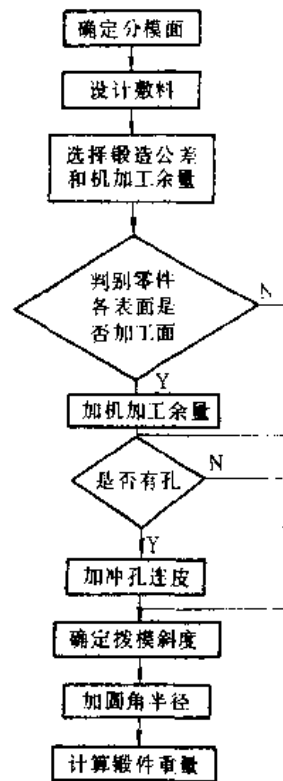 确定分模面
设计敷料
选择锻造公差
和机加工余量
判别零件
各表面是
否加工面
N
Y
加机加工余量
是否有孔
N
Y
加冲孔连皮
确定拨模斜度
加圆角半径
计算锻件重量